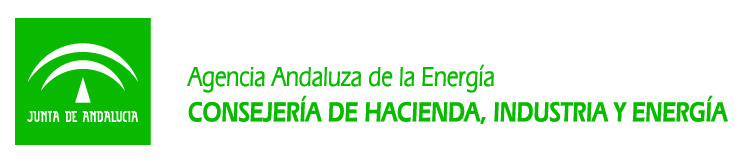 JUNTA DE ANDALUCIA
Agencia Andaluza de la Energía
CONSEJERÍA DE HACIENDA, INDUSTRIA Y ENERGÍA